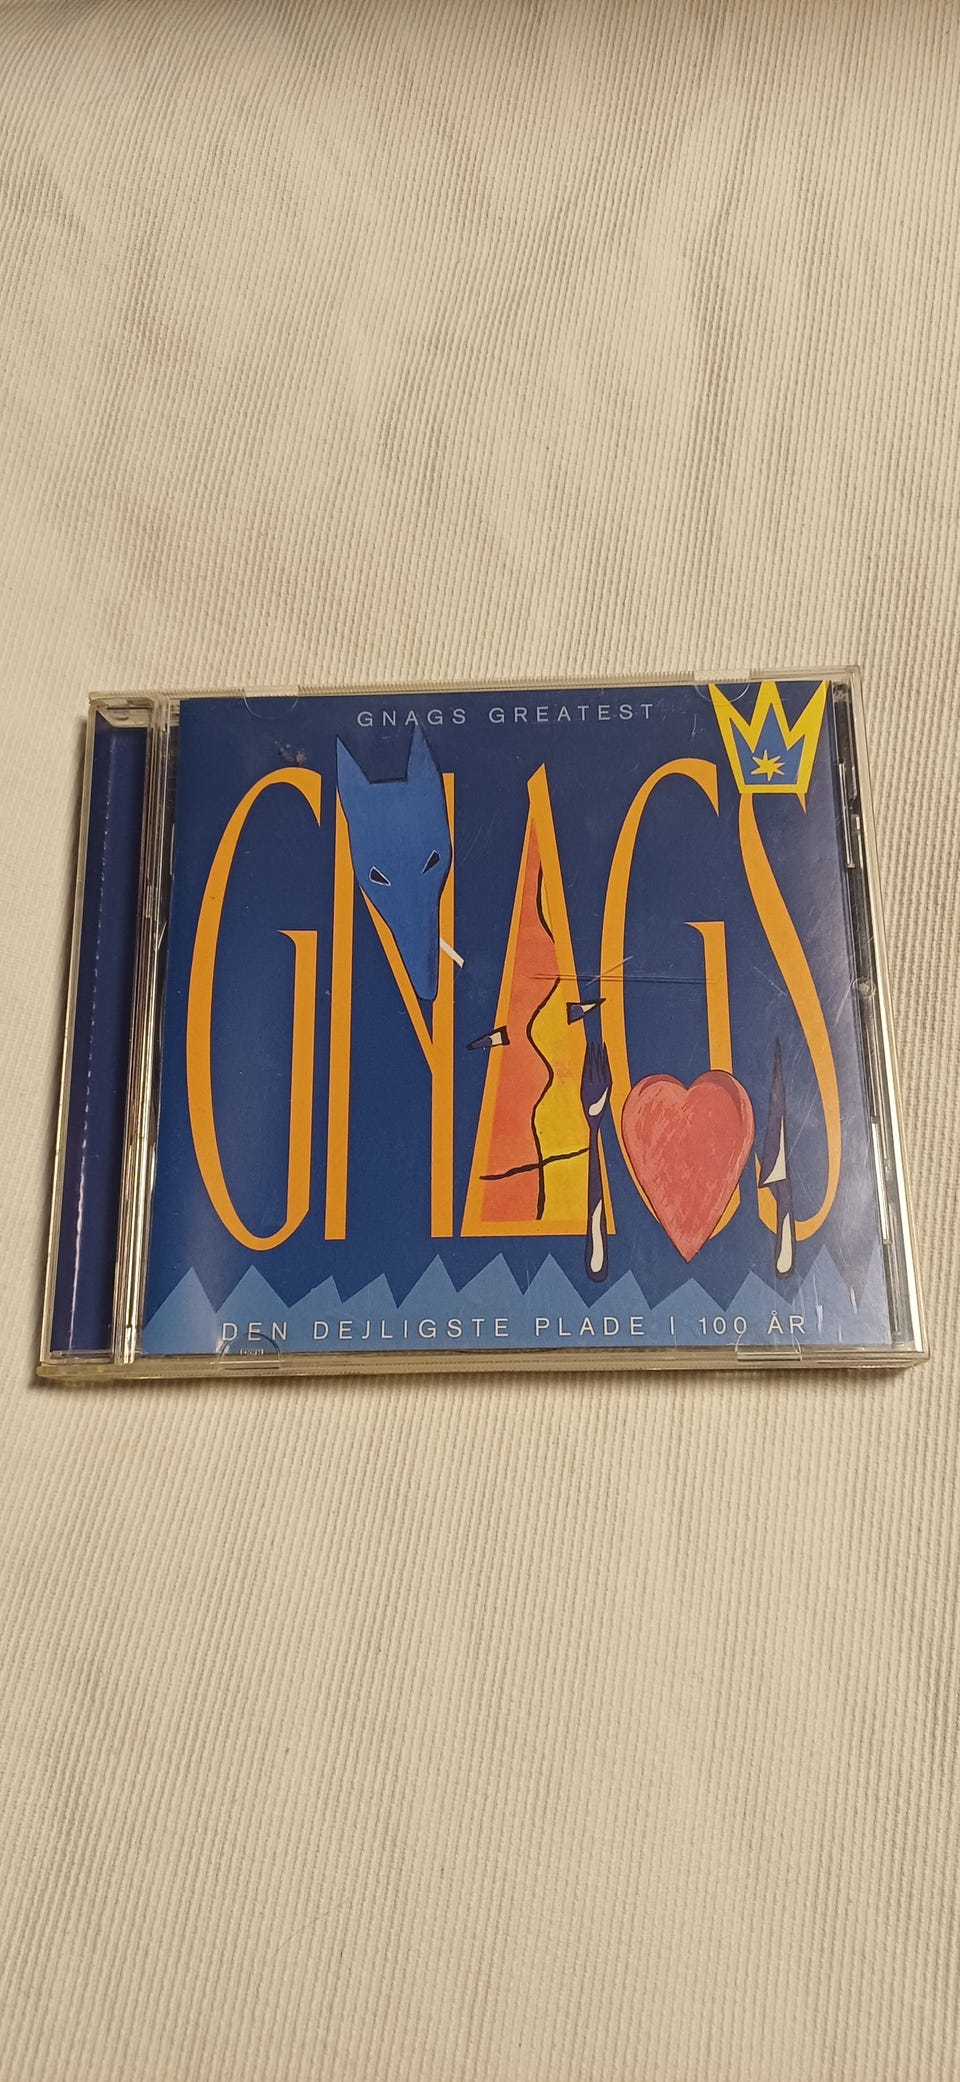 GNAGS GREATEST
GNAGS
DEN DEJLIGSTE PLADE I 100 ÅR